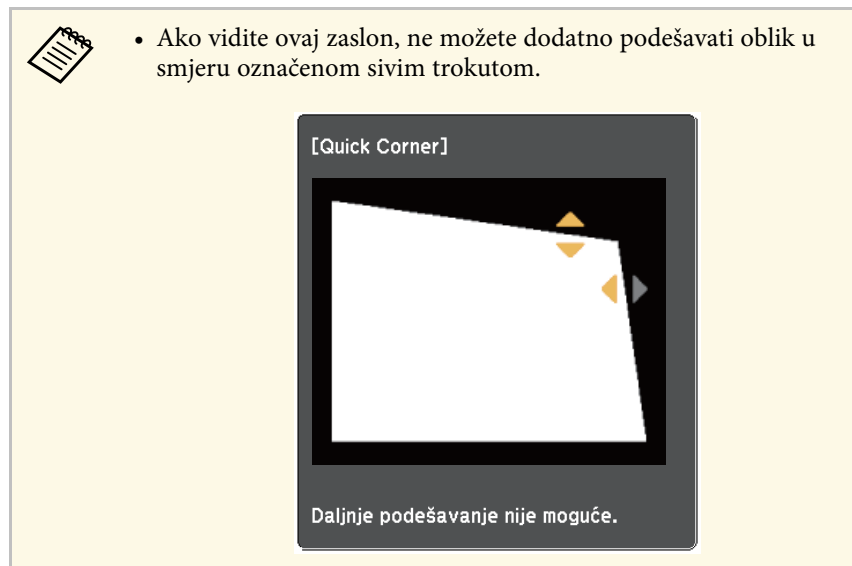 • Ako vidite ovaj zaslon, ne možete dodatno podešavati oblik u
smjeru označenom sivim trokutom.
[Quick Corner]
Daljnje podešavanje nije moguće.